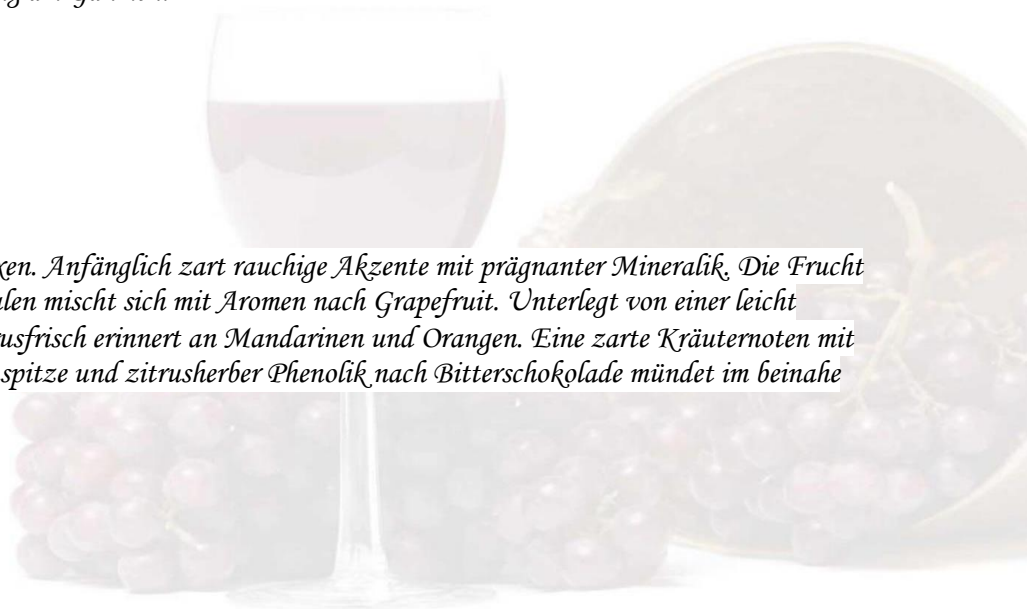 ken. Anfänglich zart rauchige Akzente mit prägnanter Mineralik. Die Frucht
len mischt sich mit Aromen nach Grapefruit. Unterlegt von einer leicht
usfrisch erinnert an Mandarinen und Orangen. Eine zarte Kräuternoten mit
spitze und zitrusherber Phenolik nach Bitterschokolade mündet im beinahe